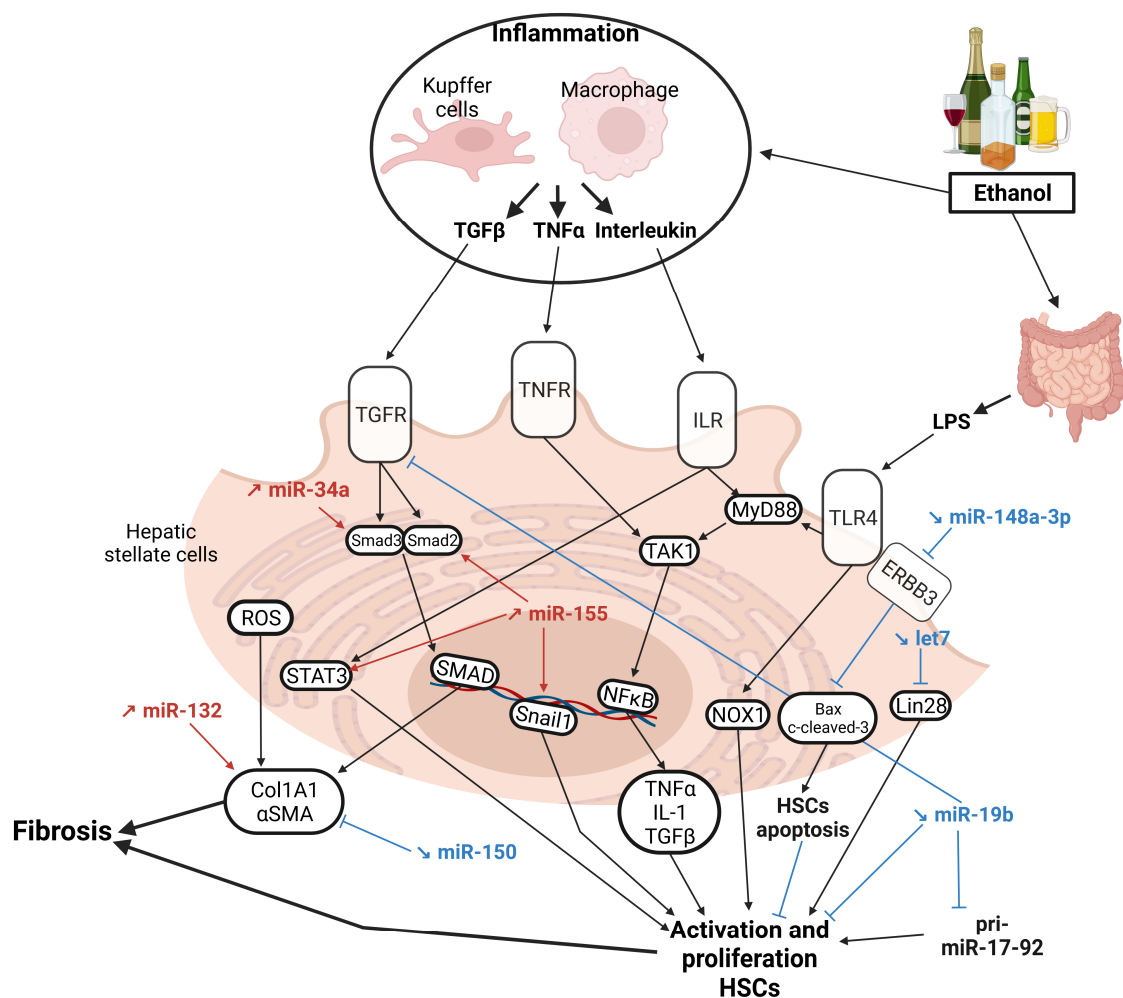 Inflammation
Kupffer
cells
Macrophage
TGFβ
TNFα
Interleukin
Ethanol
LPS
TGFR
TNFR
ILR
TLR4
MyD88
↗ miR-34a
↘ miR-148a-3p
Hepatic
stellate cells
Smad3
Smad2
TAK1
ERBB3
ROS
↗ miR-155
↘ let7
STAT3
SMAD
Snail1
NFκB
NOX1
Bax
c-cleaved-3
Lin28
↗ miR-132
Col1A1
αSMA
TNFα
IL-1
TGFβ
HSCs
apoptosis
↘ miR-19b
Fibrosis
↘ miR-150
Activation and
proliferation
HSCs
pri-
miR-17-92